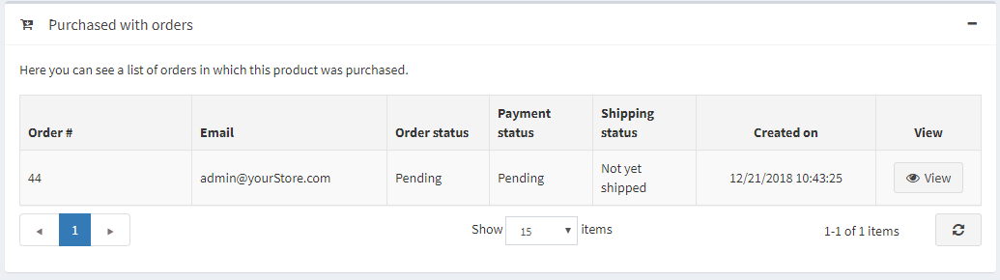 Purchased with orders
Here you can see a list of orders in which this product was purchased.
Order # Email Order status Payment status Shipping status Created on View
44 admin@yourStore.com Pending Pending Not yet shipped 12/21/2018 10:43:25 View
1 Show 15 items 1-1 of 1 items